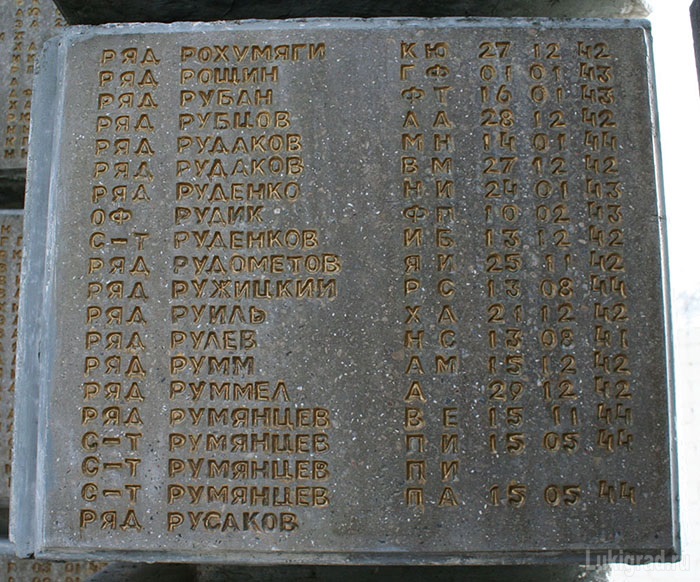 РЯД РОХУМЯГИ К Ю 27 12 42
РЯД РОЩИН Г Ф 01 01 43
РЯД РУБАН Ф Т 16 01 43
РЯД РУБЦОВ А А 28 12 42
РЯД РУДАКОВ М Н 14 01 44
РЯД РУДАКОВ В М 27 12 42
РЯД РУДЕНКО Н И 24 01 43
ОФ РУДИК Ф П 10 02 43
С-Т РУДЕНКОВ И Б 13 12 42
РЯД РУДОМЕТОВ Я И 25 11 42
РЯД РУЖИЦКИЙ Р С 13 08 44
РЯД РУИЛЬ Х А 21 12 42
РЯД РУЛЕВ Н С 13 08 41
РЯД РУММ А М 15 12 42
РЯД РУММЕЛ А 29 12 42
РЯД РУМЯНЦЕВ В Е 15 11 44
С-Т РУМЯНЦЕВ П И 15 05 44
С-Т РУМЯНЦЕВ П И
С-Т РУМЯНЦЕВ П А 15 05 44
РЯД РУСАКОВ
Lukigrad.ru